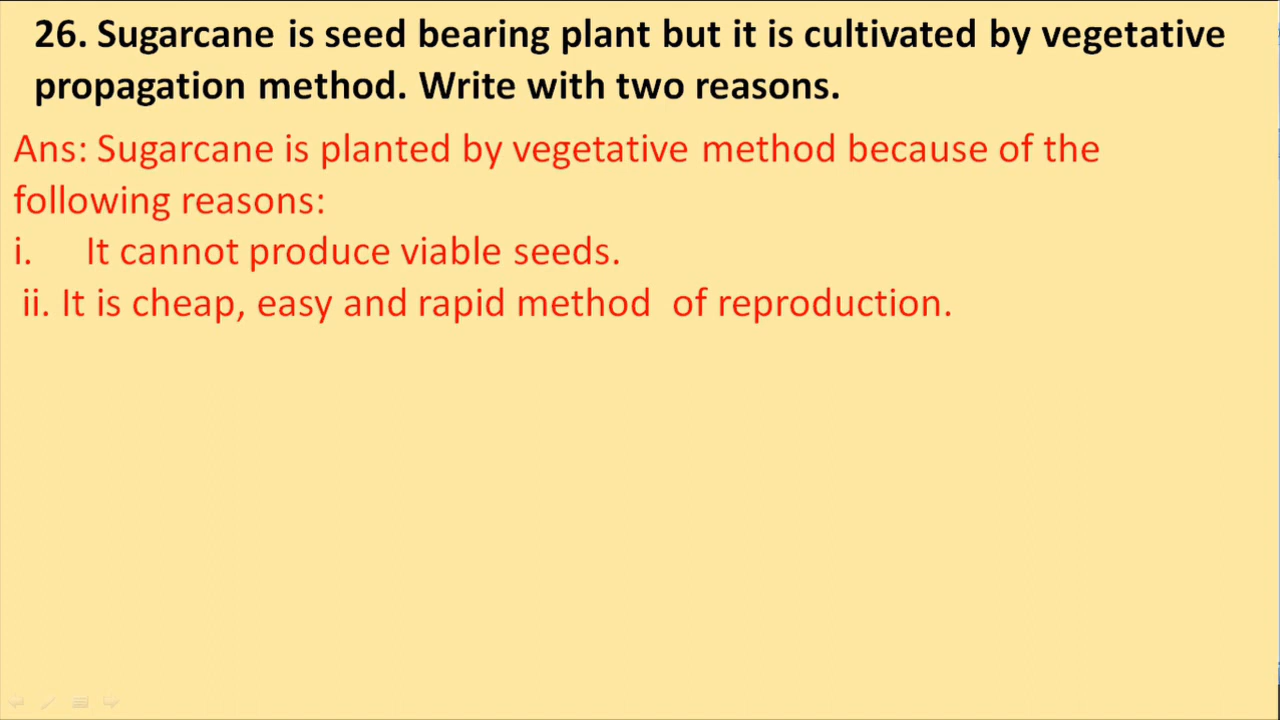 26. Sugarcane is seed bearing plant but it is cultivated by vegetative
propagation method. Write with two reasons.
Ans: Sugarcane is planted by vegetative method because of the
following reasons:
i. It cannot produce viable seeds.
ii. It is cheap, easy and rapid method of reproduction.